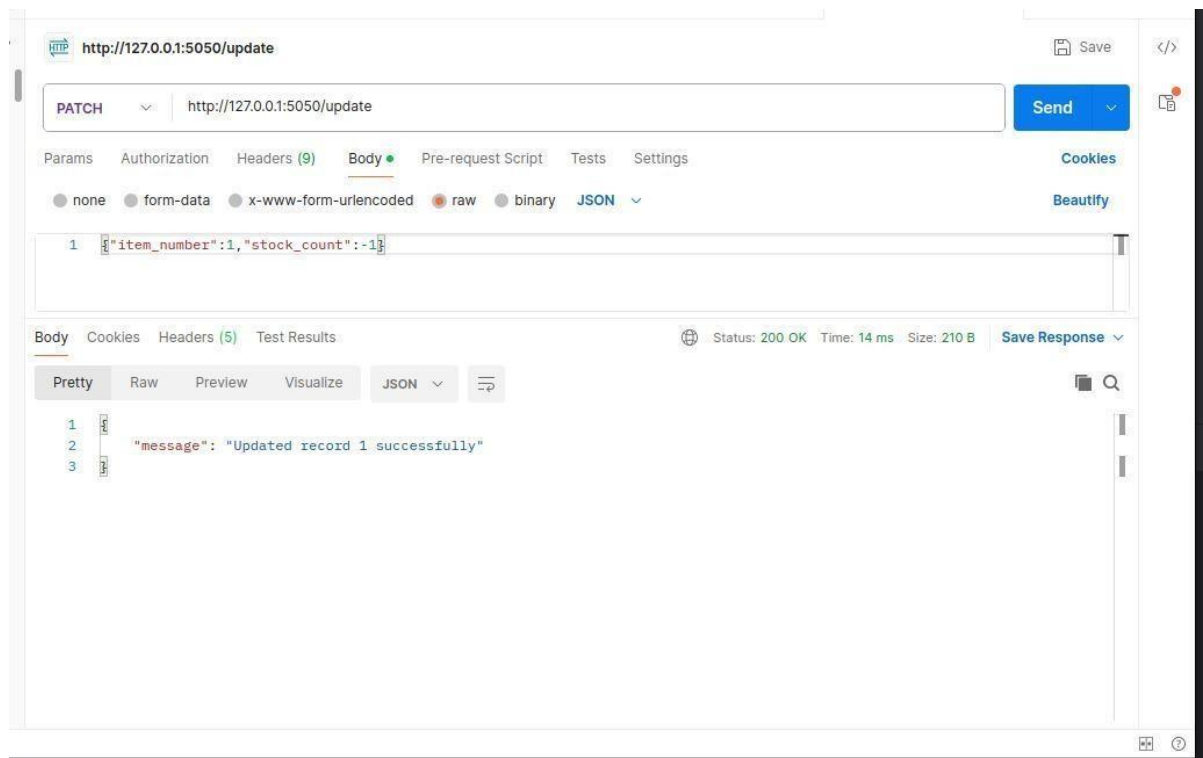 HTTP http://127.0.0.1:5050/update Save </>
PATCH http://127.0.0.1:5050/update Send
Params Authorization Headers (9) Body Pre-request Script Tests Settings Cookies
none form-data x-www-form-urlencoded raw binary JSON Beautify
1 {"item_number":1,"stock_count":-1}
Body Cookies Headers (5) Test Results Status: 200 OK Time: 14 ms Size: 210 B Save Response
Pretty Raw Preview Visualize JSON
1 {
2 "message": "Updated record 1 successfully"
3 }